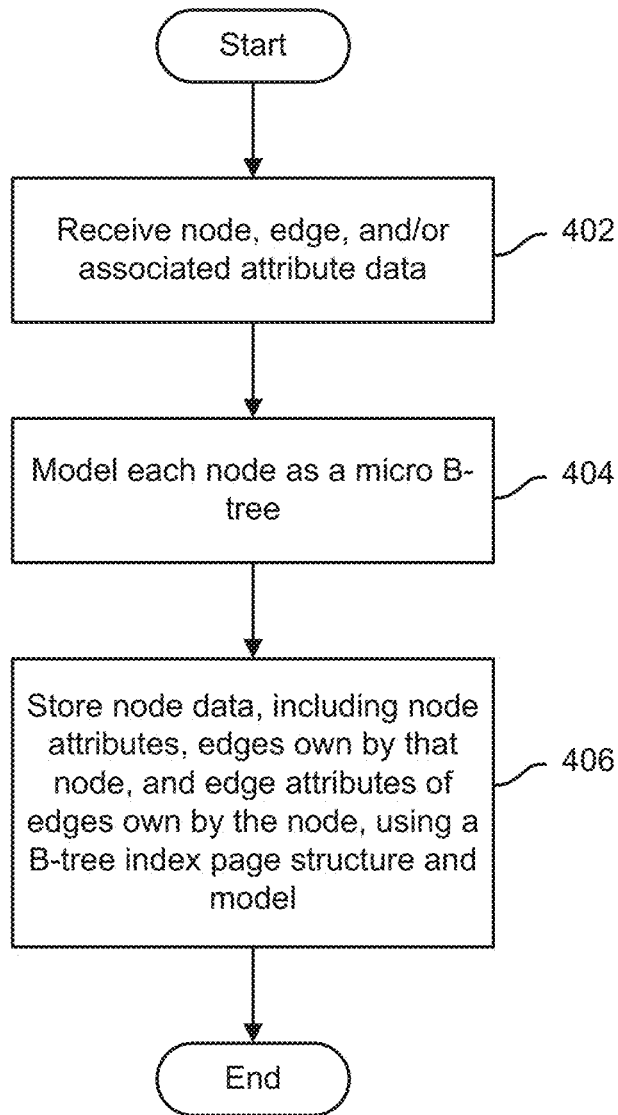 Start
Receive node, edge, and/or
associated attribute data
402
Model each node as a micro B-
tree
404
Store node data, including node
attributes, edges own by that
node, and edge attributes of
edges own by the node, using a
B-tree index page structure and
model
406
End